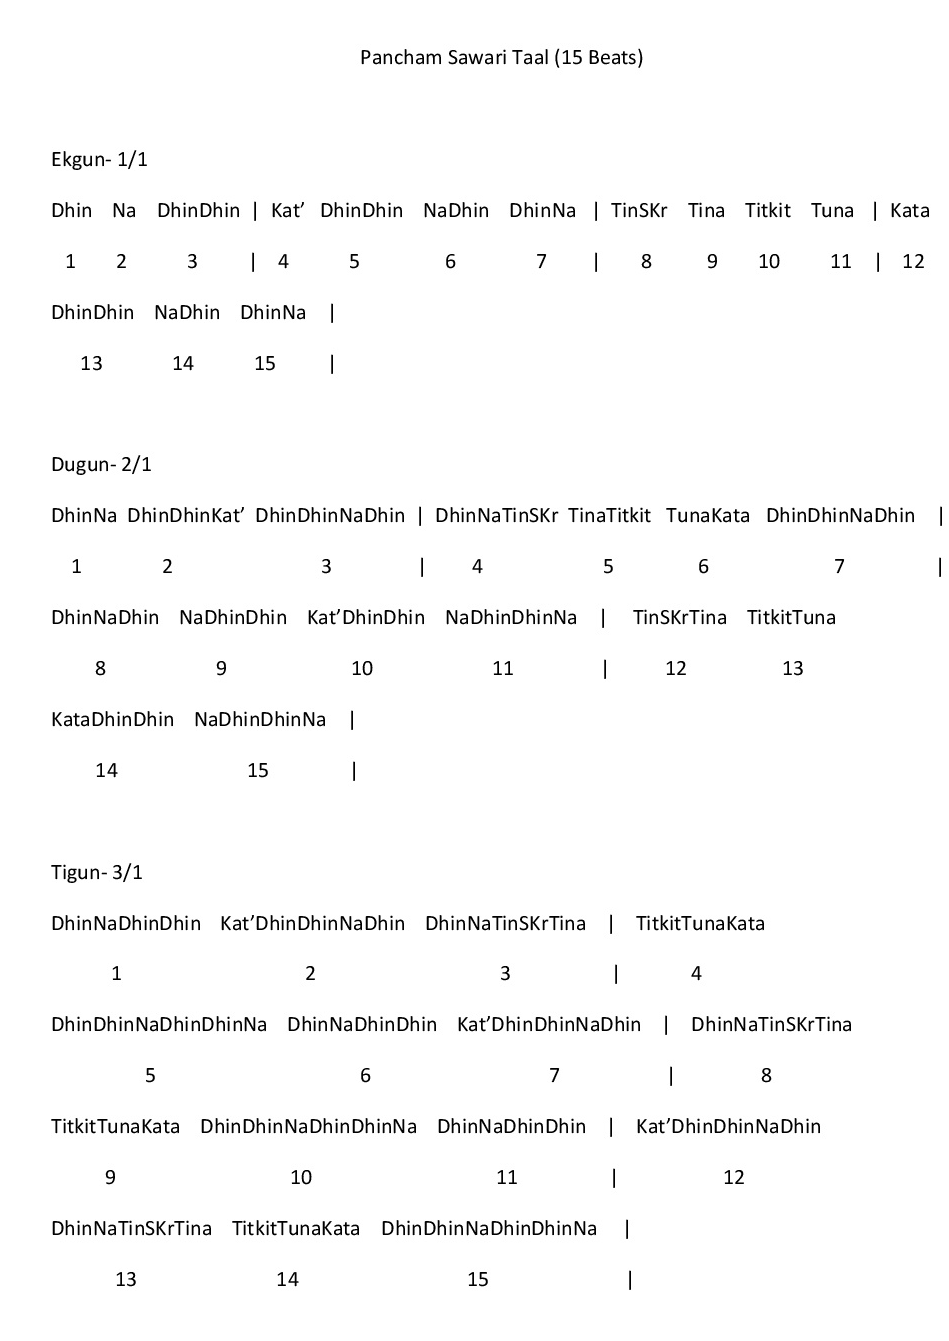 Pancham Sawari Taal (15 Beats)
Ekgun- 1/1
Dhin Na DhinDhin | Kat’ DhinDhin NaDhin DhinNa | TinSKr Tina Titkit Tuna | Kata
1 2 3 | 4 5 6 7 | 8 9 10 11 | 12
DhinDhin NaDhin DhinNa |
13 14 15 |
Dugun- 2/1
DhinNa DhinDhinKat’ DhinDhinNaDhin | DhinNaTinSKr TinaTitkit TunaKata DhinDhinNaDhin |
1 2 3 | 4 5 6 7 |
DhinNaDhin NaDhinDhin Kat’DhinDhin NaDhinDhinNa | TinSKrTina TitkitTuna
8 9 10 11 | 12 13
KataDhinDhin NaDhinDhinNa |
14 15 |
Tigun- 3/1
DhinNaDhinDhin Kat’DhinDhinNaDhin DhinNaTinSKrTina | TitkitTunaKata
1 2 3 | 4
DhinDhinNaDhinDhinNa DhinNaDhinDhin Kat’DhinDhinNaDhin | DhinNaTinSKrTina
5 6 7 | 8
TitkitTunaKata DhinDhinNaDhinDhinNa DhinNaDhinDhin | Kat’DhinDhinNaDhin
9 10 11 | 12
DhinNaTinSKrTina TitkitTunaKata DhinDhinNaDhinDhinNa |
13 14 15 |